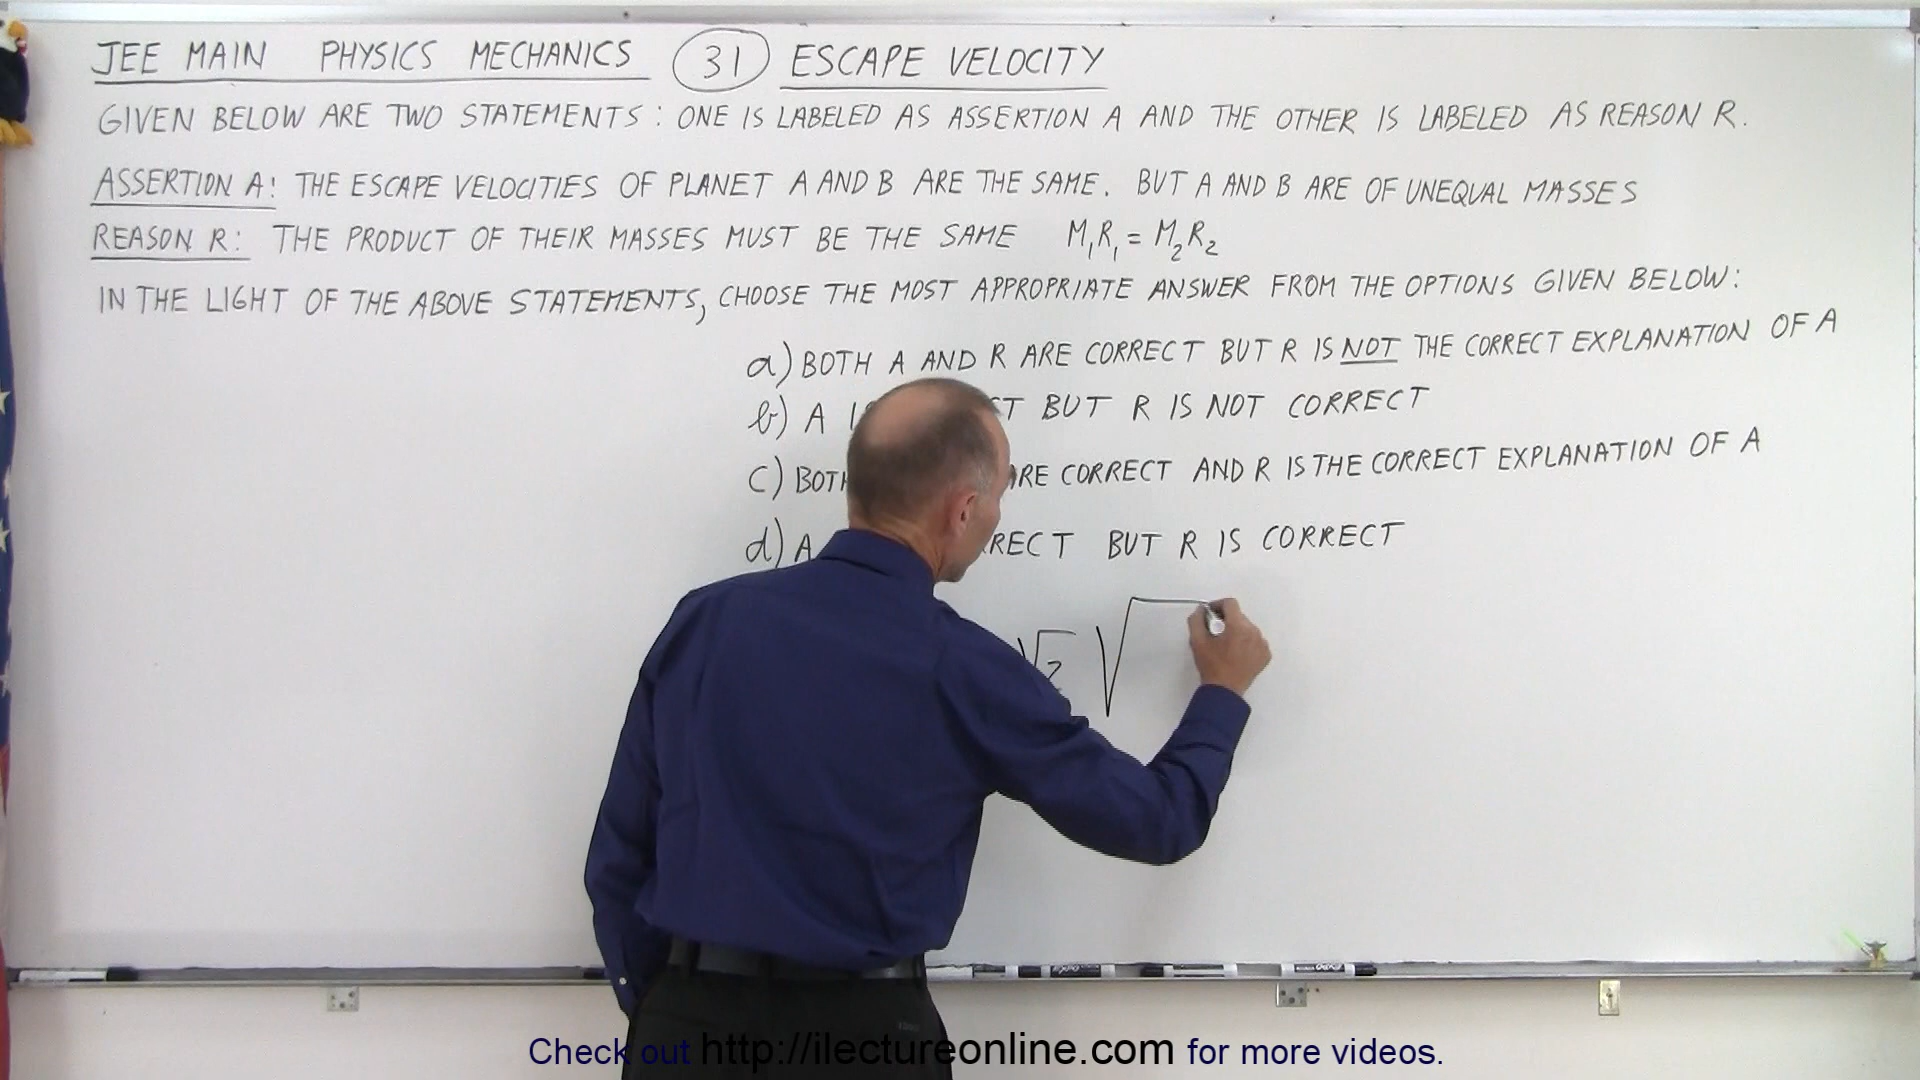 JEE MAIN PHYSICS MECHANICS 31 ESCAPE VELOCITY
GIVEN BELOW ARE TWO STATEMENTS: ONE IS LABELED AS ASSERTION A AND THE OTHER IS LABELED AS REASON R.
ASSERTION A: THE ESCAPE VELOCITIES OF PLANET A AND B ARE THE SAME. BUT A AND B ARE OF UNEQUAL MASSES
REASON R: THE PRODUCT OF THEIR MASSES MUST BE THE SAME M₁R₁ = M₂R₂
IN THE LIGHT OF THE ABOVE STATEMENTS, CHOOSE THE MOST APPROPRIATE ANSWER FROM THE OPTIONS GIVEN BELOW:
a) BOTH A AND R ARE CORRECT BUT R IS NOT THE CORRECT EXPLANATION OF A
b) A BUT R IS NOT CORRECT
c) BOTH ARE CORRECT AND R IS THE CORRECT EXPLANATION OF A
d) A BUT R IS CORRECT
√2 √
Check out http://ilectureonline.com for more videos.